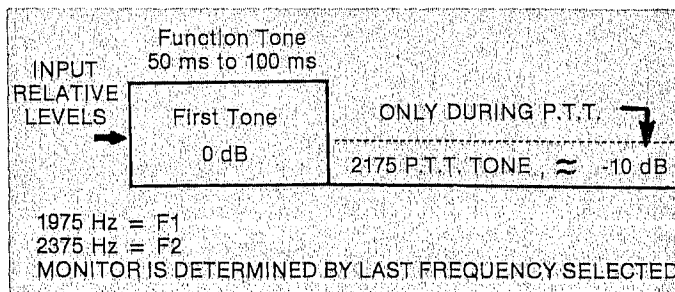 Function Tone
50 ms to 100 ms
INPUT
RELATIVE
LEVELS
First Tone
0 dB
ONLY DURING P.T.T.
2175 P.T.T. TONE, ≈ -10 dB
1975 Hz = F1
2375 Hz = F2
MONITOR IS DETERMINED BY LAST FREQUENCY SELECTED